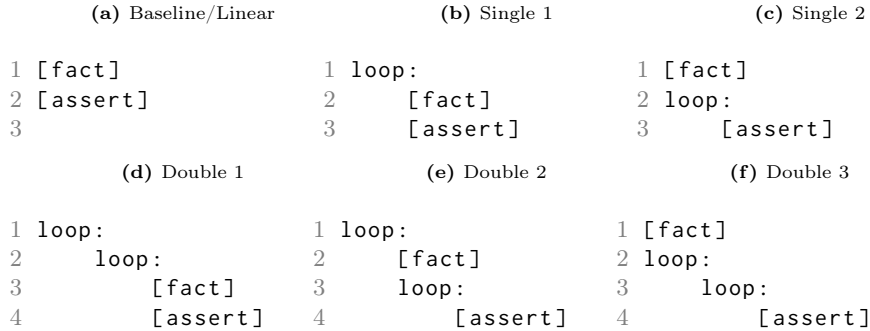 (a) Baseline/Linear
1 [fact]
2 [assert]
3
(b) Single 1
1 loop:
2     [fact]
3     [assert]
(c) Single 2
1 [fact]
2 loop:
3     [assert]
(d) Double 1
1 loop:
2     loop:
3         [fact]
4         [assert]
(e) Double 2
1 loop:
2     [fact]
3     loop:
4         [assert]
(f) Double 3
1 [fact]
2 loop:
3     loop:
4         [assert]